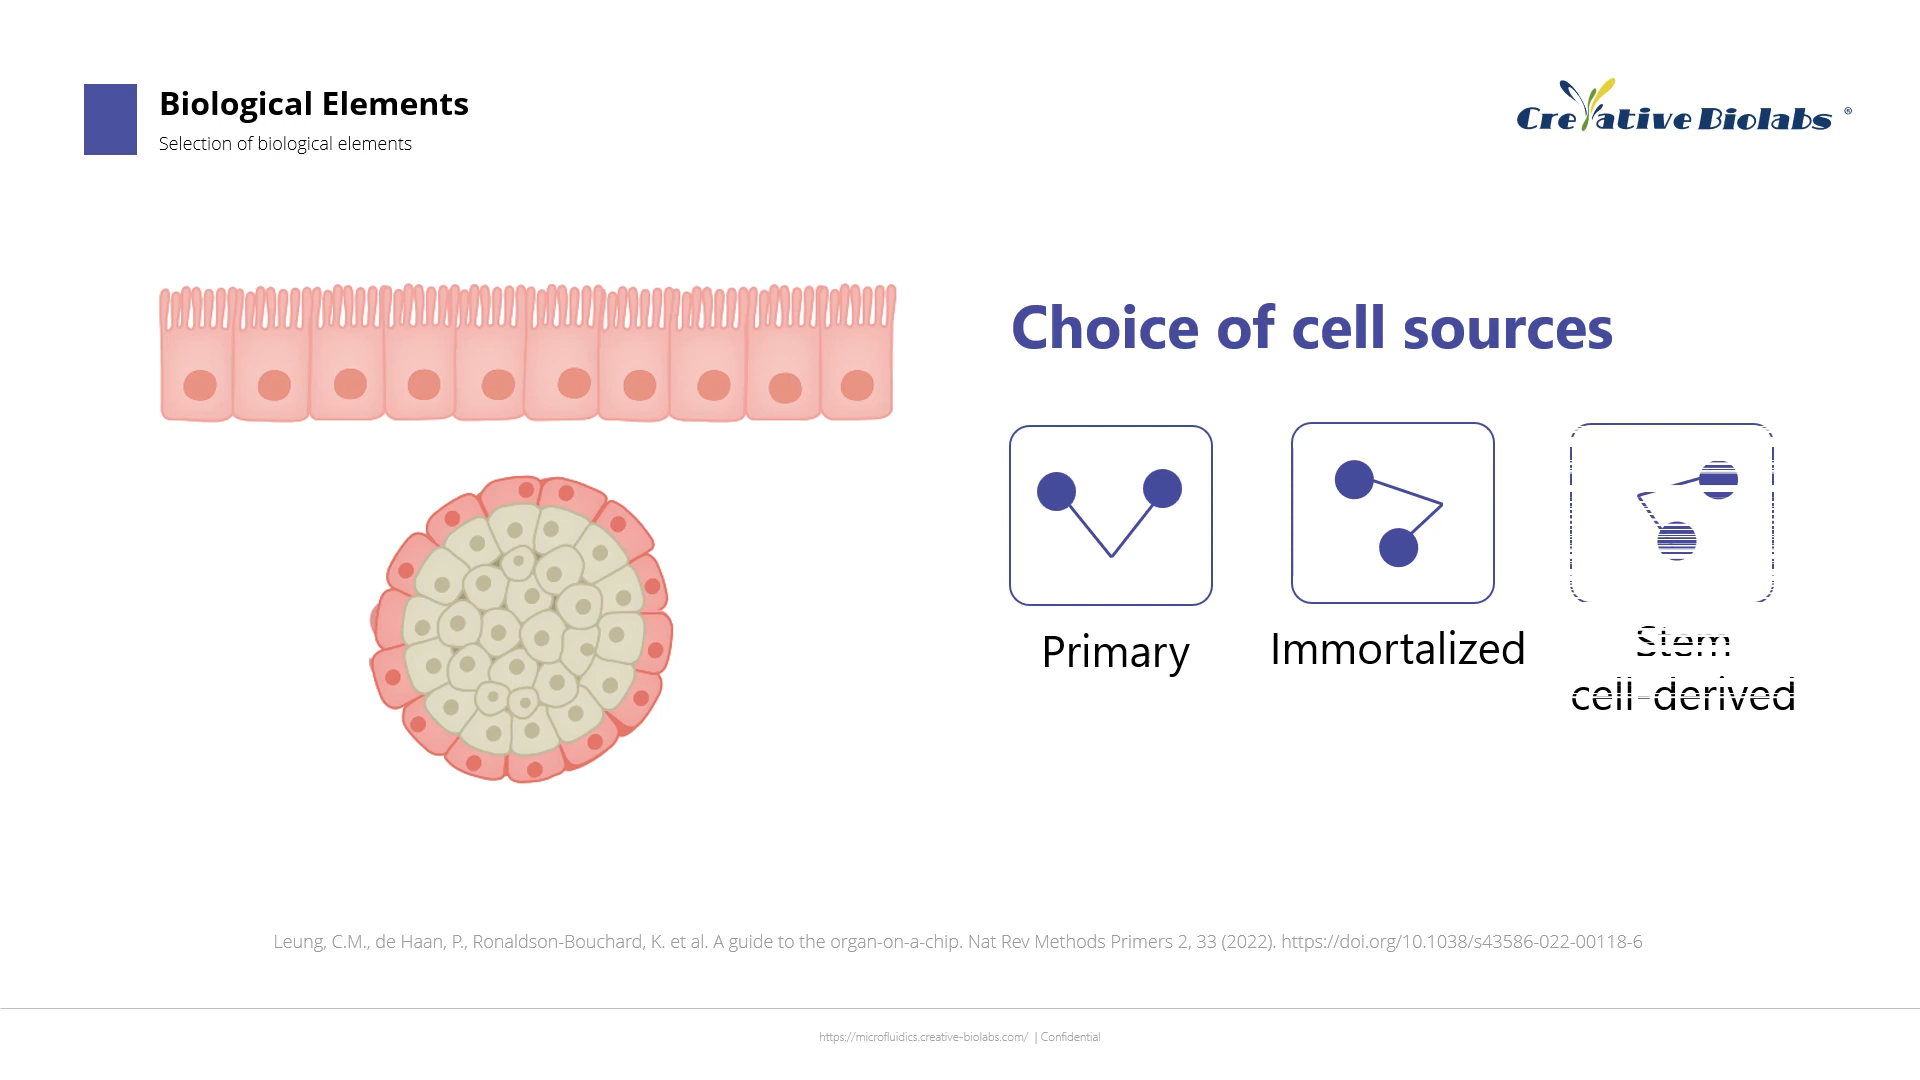 Biological Elements
Selection of biological elements
Creative Biolabs ®
Choice of cell sources
Primary
Immortalized
Stem
cell-derived
Leung, C.M., de Haan, P., Ronaldson-Bouchard, K. et al. A guide to the organ-on-a-chip. Nat Rev Methods Primers 2, 33 (2022). https://doi.org/10.1038/s43586-022-00118-6
https://microfluidics.creative-biolabs.com/ | Confidential